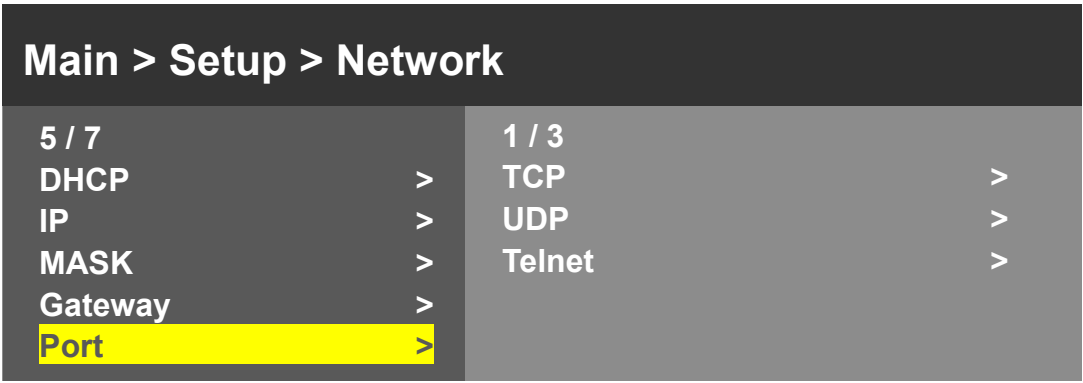 Main > Setup > Network
5 / 7
DHCP >
IP >
MASK >
Gateway >
Port >
1 / 3
TCP >
UDP >
Telnet >